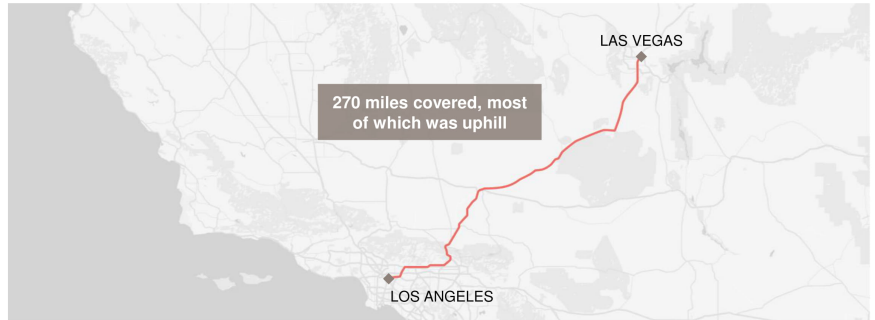 LAS VEGAS
270 miles covered, most
of which was uphill
LOS ANGELES